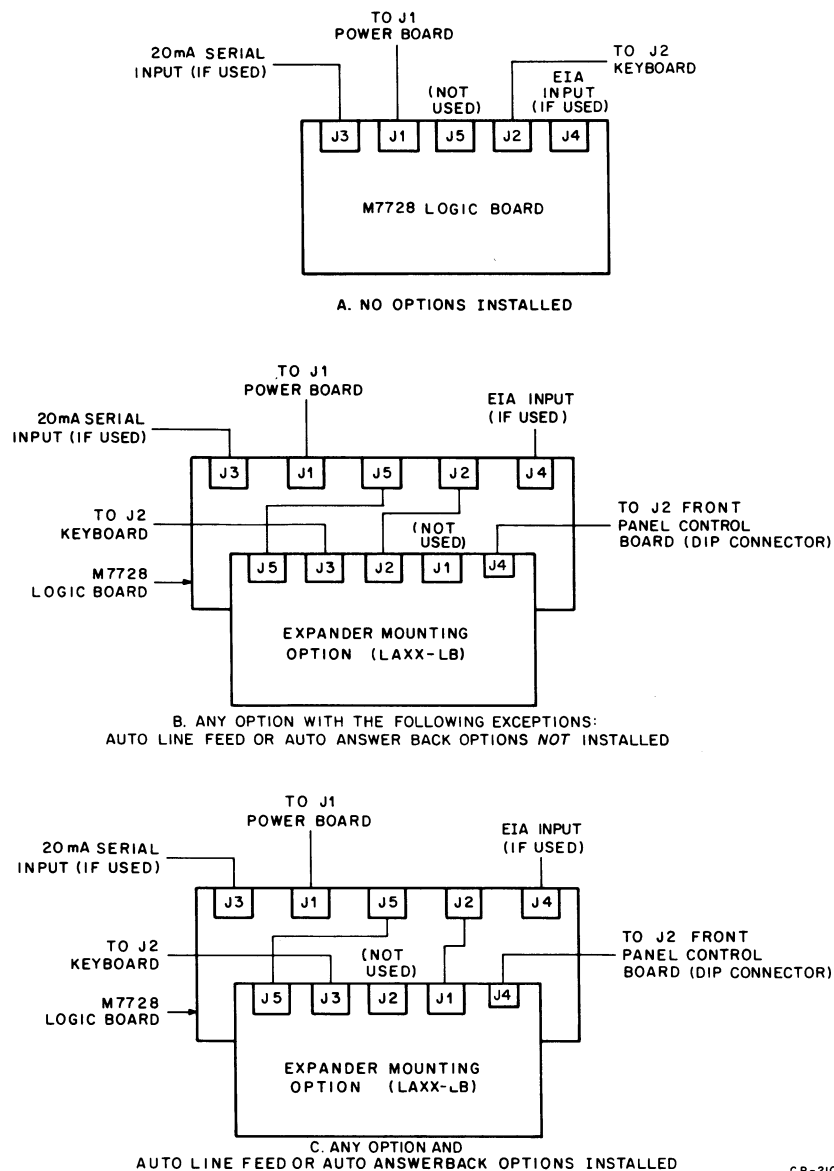 TO J1
POWER BOARD
20mA SERIAL
INPUT (IF USED)
TO J2
KEYBOARD
(NOT
USED)
EIA
INPUT
(IF USED)
J3 J1 J5 J2 J4
M7728 LOGIC BOARD
A. NO OPTIONS INSTALLED
TO J1
POWER BOARD
20mA SERIAL
INPUT (IF USED)
EIA INPUT
(IF USED)
J3 J1 J5 J2 J4
TO J2
KEYBOARD
(NOT
USED)
TO J2 FRONT
PANEL CONTROL
BOARD (DIP CONNECTOR)
M7728
LOGIC BOARD
J5 J3 J2 J1 J4
EXPANDER MOUNTING
OPTION (LAXX-LB)
B. ANY OPTION WITH THE FOLLOWING EXCEPTIONS:
AUTO LINE FEED OR AUTO ANSWER BACK OPTIONS NOT INSTALLED
TO J1
POWER BOARD
20mA SERIAL
INPUT (IF USED)
EIA INPUT
(IF USED)
J3 J1 J5 J2 J4
TO J2
KEYBOARD
(NOT
USED)
TO J2 FRONT
PANEL CONTROL
BOARD (DIP CONNECTOR)
M7728
LOGIC BOARD
J5 J3 J2 J1 J4
EXPANDER MOUNTING
OPTION (LAXX-LB)
C. ANY OPTION AND
AUTO LINE FEED OR AUTO ANSWERBACK OPTIONS INSTALLED